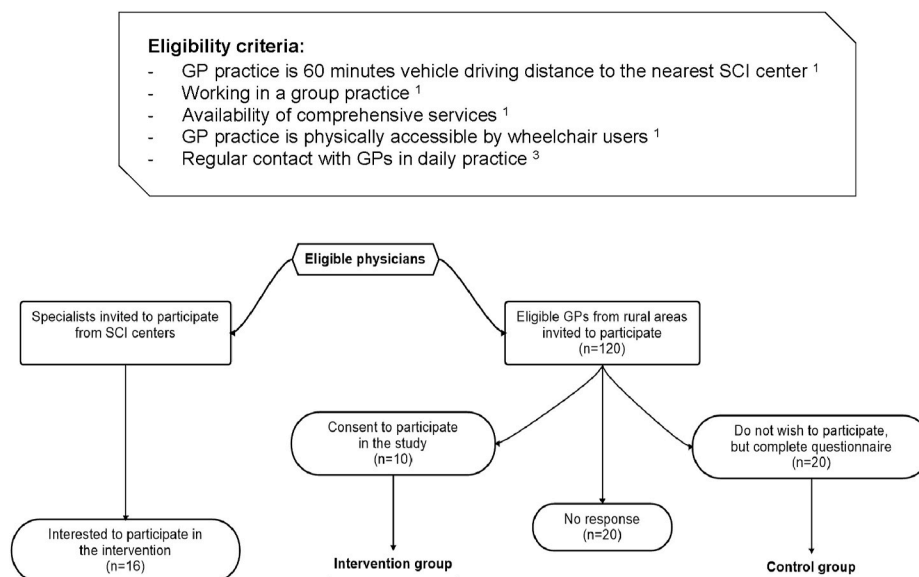 Eligibility criteria:
- GP practice is 60 minutes vehicle driving distance to the nearest SCI center ¹
- Working in a group practice ¹
- Availability of comprehensive services ¹
- GP practice is physically accessible by wheelchair users ¹
- Regular contact with GPs in daily practice ³
Eligible physicians
Specialists invited to participate
from SCI centers
Eligible GPs from rural areas
invited to participate
(n=120)
Consent to participate
in the study
(n=10)
Do not wish to participate,
but complete questionnaire
(n=20)
No response
(n=20)
Interested to participate in
the intervention
(n=16)
Intervention group
Control group